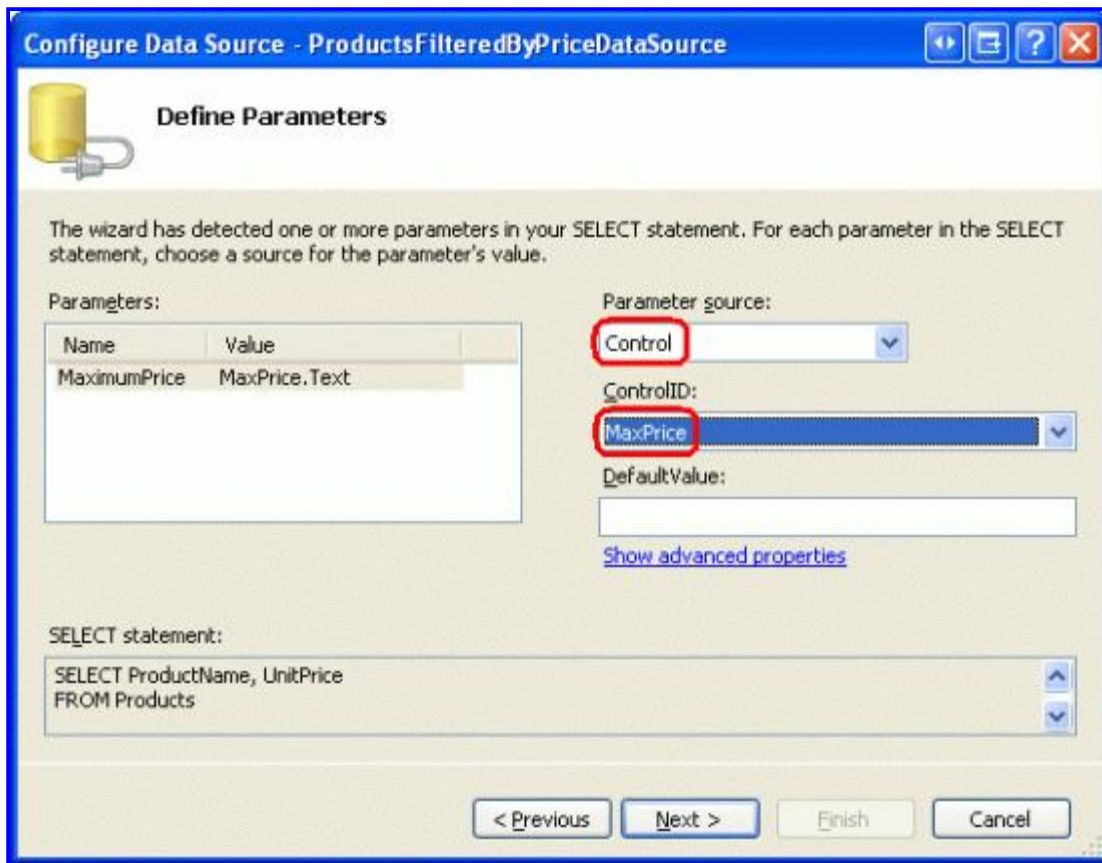 Configure Data Source - ProductsFilteredByPriceDataSource
Define Parameters
The wizard has detected one or more parameters in your SELECT statement. For each parameter in the SELECT
statement, choose a source for the parameter's value.
Parameters:
Name Value
MaximumPrice MaxPrice.Text
Parameter source:
Control
ControlID:
MaxPrice
DefaultValue:
Show advanced properties
SELECT statement:
SELECT ProductName, UnitPrice
FROM Products
< Previous Next > Finish Cancel